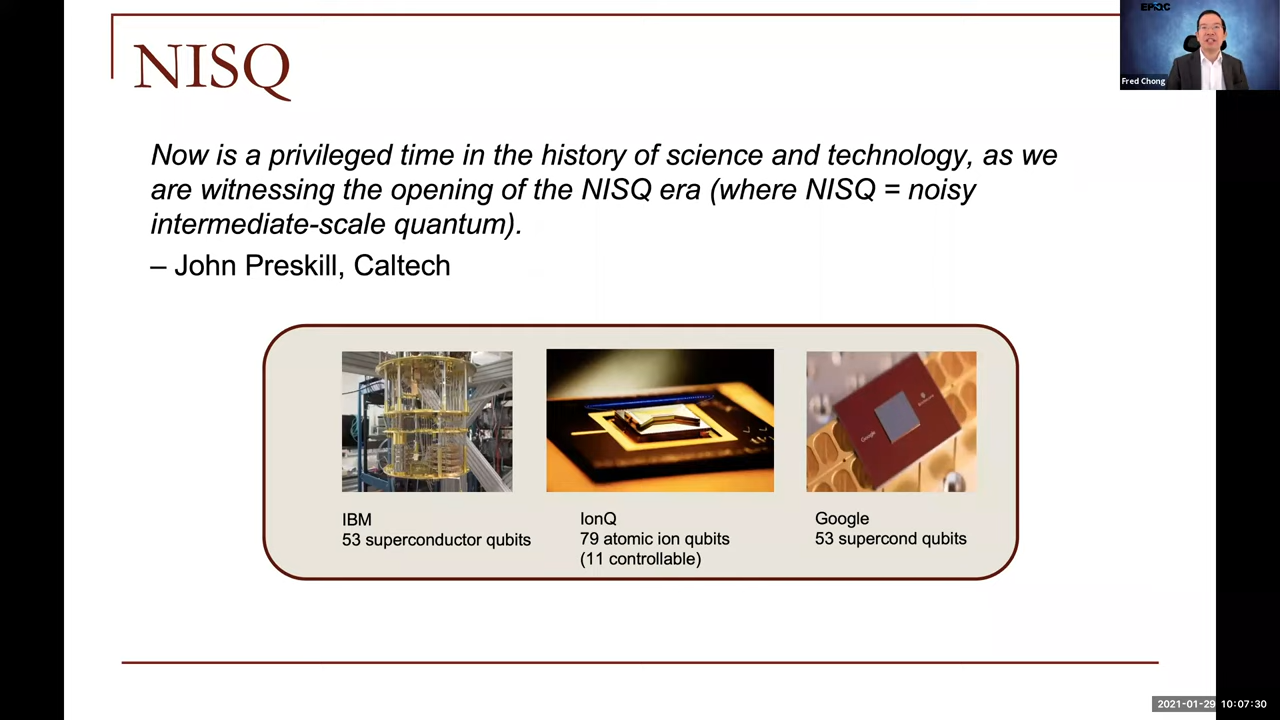 NISQ
EPiQC
Fred Chong
Now is a privileged time in the history of science and technology, as we
are witnessing the opening of the NISQ era (where NISQ = noisy
intermediate-scale quantum).
– John Preskill, Caltech
Google
IBM
53 superconductor qubits
IonQ
79 atomic ion qubits
(11 controllable)
Google
53 supercond qubits
2021-01-29 10:07:30